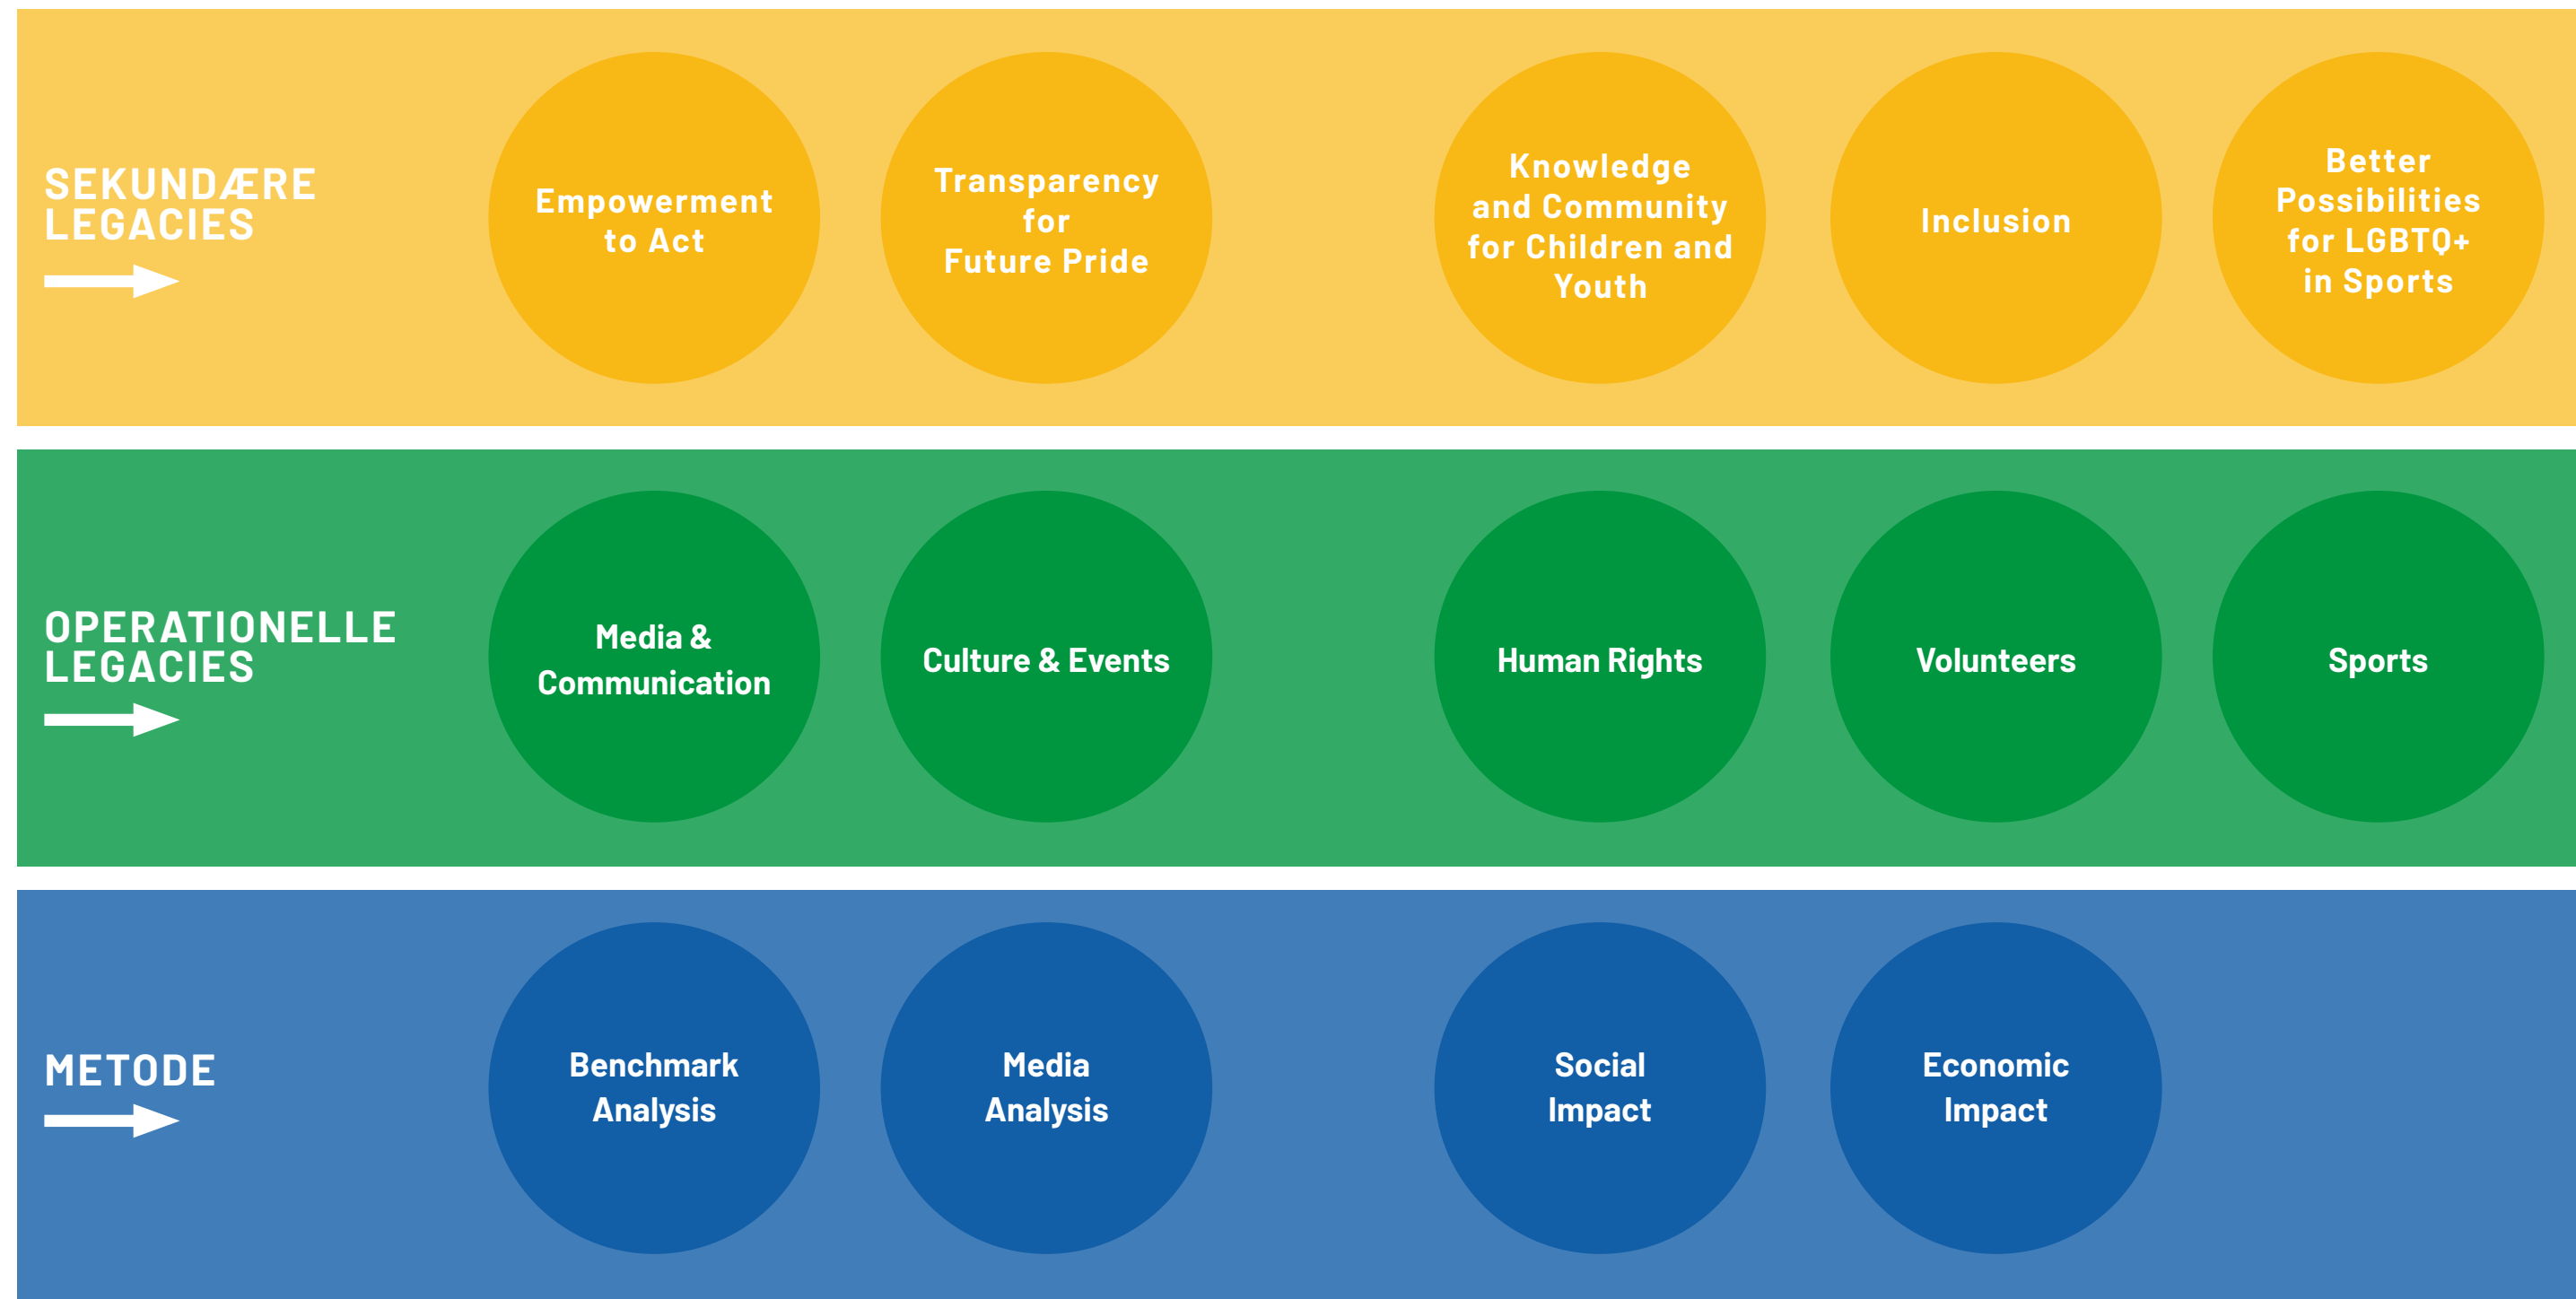 SEKUNDÆRE
LEGACIES
Empowerment
to Act
Transparency
for
Future Pride
Knowledge
and Community
for Children and
Youth
Inclusion
Better
Possibilities
for LGBTQ+
in Sports
OPERATIONELLE
LEGACIES
Media &
Communication
Culture & Events
Human Rights
Volunteers
Sports
METODE
Benchmark
Analysis
Media
Analysis
Social
Impact
Economic
Impact